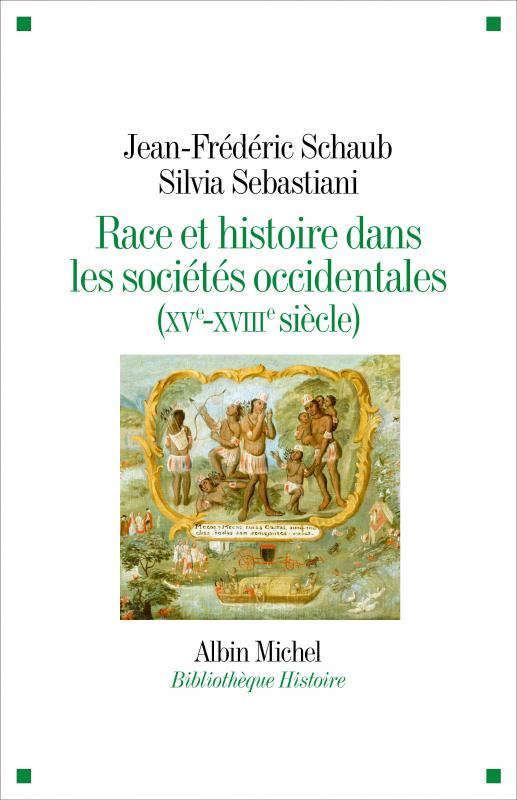 Jean-Frédéric Schaub
Silvia Sebastiani
Race et histoire dans
les sociétés occidentales
(XVe-XVIIIe siècle)
Albin Michel
Bibliothèque Histoire